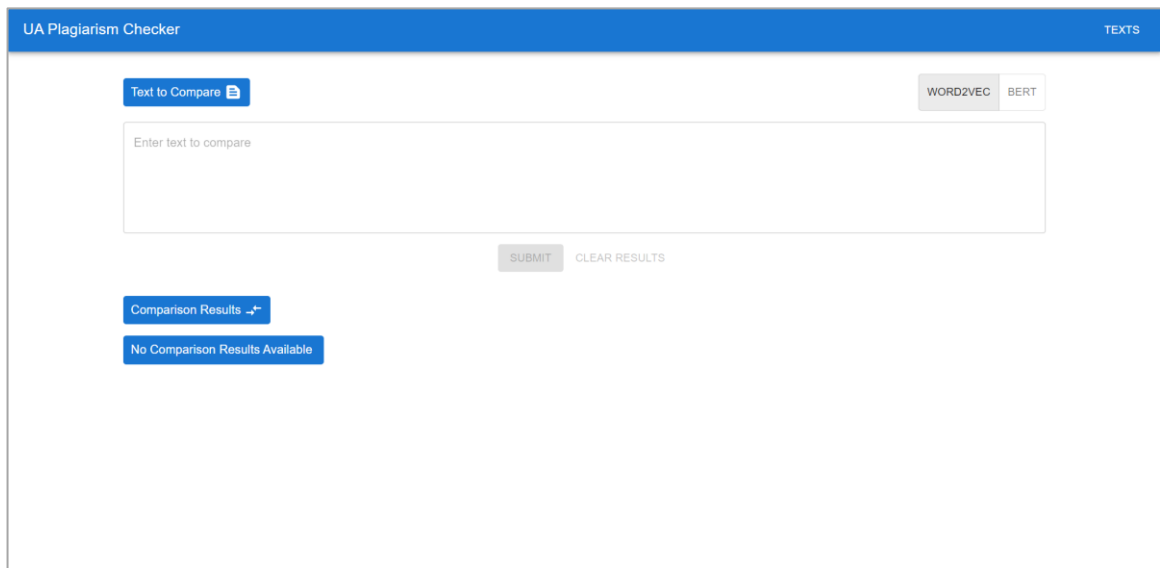 UA Plagiarism Checker
TEXTS
Text to Compare
WORD2VEC
BERT
Enter text to compare
SUBMIT
CLEAR RESULTS
Comparison Results
No Comparison Results Available